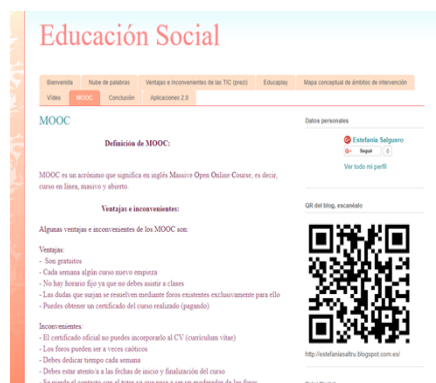 Educación Social
Bienvenida Nube de palabras Ventajas e inconvenientes de las TIC (prezi) Educaplay Mapa conceptual de ámbitos de intervención
Vídeo MOOC Conclusión Aplicaciones 2.0
MOOC
Definición de MOOC:
MOOC es un acrónimo que significa en inglés Massive Open Online Course, es decir,
curso en línea, masivo y abierto.
Ventajas e inconvenientes:
Algunas ventajas e inconvenientes de los MOOC son:
Ventajas:
- Son gratuitos
- Cada semana algún curso nuevo empieza
- No hay horario fijo ya que no debes asistir a clases
- Las dudas que surjan se resuelven mediante foros existentes exclusivamente para ello
- Puedes obtener un certificado del curso realizado (pagando)
Inconvenientes:
- El certificado oficial no puedes incorporarlo al CV (currículum vitae)
- Los foros pueden ser a veces caóticos
- Debes dedicar tiempo cada semana
- Debes estar atento/a a las fechas de inicio y finalización del curso
Datos personales
Estefanía Salguero
G+ Seguir 0
Ver todo mi perfil
QR del blog, escanéalo
http://estefaniasaltru.blogspot.com.es/